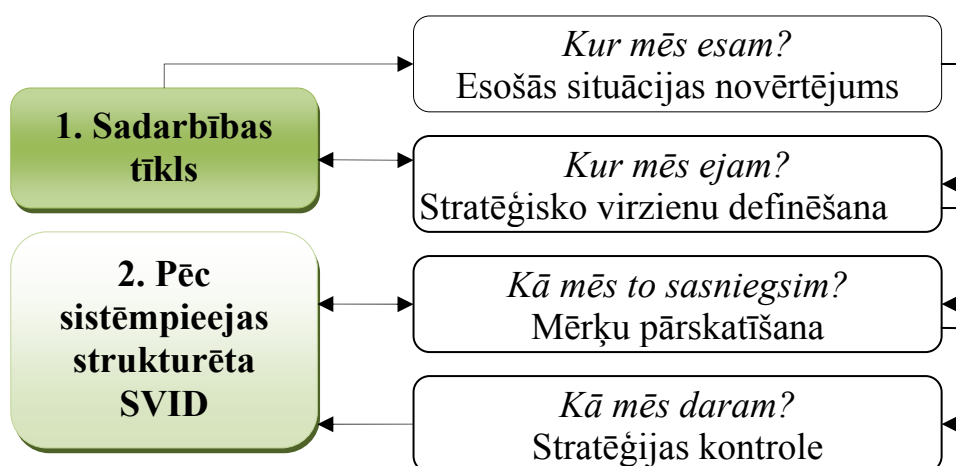 Kur mēs esam?
Esošās situācijas novērtējums
1. Sadarbības
tīkls
Kur mēs ejam?
Stratēģisko virzienu definēšana
2. Pēc
sistēmpieejas
strukturēta
SVID
Kā mēs to sasniegsim?
Mērķu pārskatīšana
Kā mēs daram?
Stratēģijas kontrole